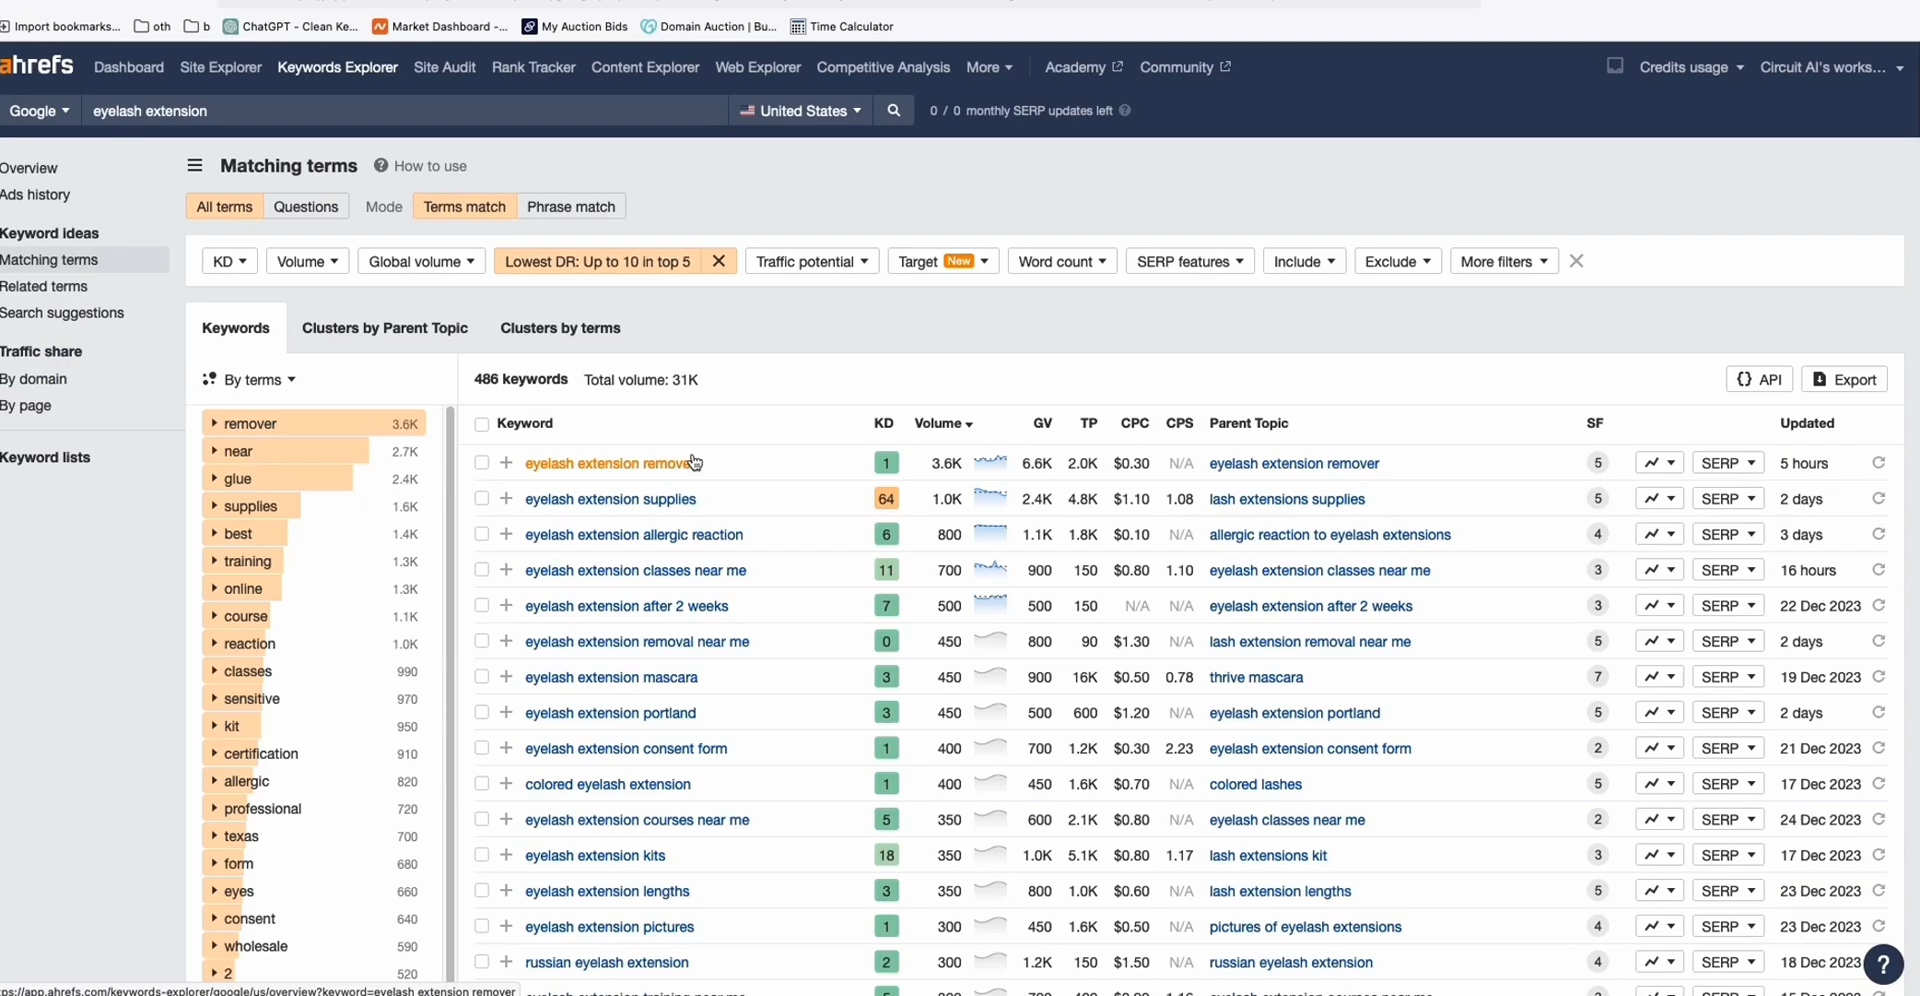 Import bookmarks... oth b ChatGPT - Clean Ke... Market Dashboard -... My Auction Bids Domain Auction | Bu... Time Calculator
ahrefs Dashboard Site Explorer Keywords Explorer Site Audit Rank Tracker Content Explorer Web Explorer Competitive Analysis More Academy Community Credits usage Circuit AI's works...
Google eyelash extension United States 0 / 0 monthly SERP updates left ?
Overview
Ads history
Keyword ideas
Matching terms
Related terms
Search suggestions
Traffic share
By domain
By page
Keyword lists
Matching terms ? How to use
All terms Questions Mode Terms match Phrase match
KD Volume Global volume Lowest DR: Up to 10 in top 5 Traffic potential Target New Word count SERP features Include Exclude More filters
Keywords Clusters by Parent Topic Clusters by terms
By terms
remover 3.6K
near 2.7K
glue 2.4K
supplies 1.6K
best 1.4K
training 1.3K
online 1.3K
course 1.1K
reaction 1.0K
classes 990
sensitive 970
kit 950
certification 910
allergic 820
professional 720
texas 700
form 680
eyes 660
consent 640
wholesale 590
2 520
486 keywords Total volume: 31K {} API Export
Keyword KD Volume GV TP CPC CPS Parent Topic SF Updated
eyelash extension remove 1 3.6K 6.6K 2.0K $0.30 N/A eyelash extension remover 5 SERP 5 hours
eyelash extension supplies 64 1.0K 2.4K 4.8K $1.10 1.08 lash extensions supplies 5 SERP 2 days
eyelash extension allergic reaction 6 800 1.1K 1.8K $0.10 N/A allergic reaction to eyelash extensions 4 SERP 3 days
eyelash extension classes near me 11 700 900 150 $0.80 1.10 eyelash extension classes near me 3 SERP 16 hours
eyelash extension after 2 weeks 7 500 500 150 N/A N/A eyelash extension after 2 weeks 3 SERP 22 Dec 2023
eyelash extension removal near me 0 450 800 90 $1.30 N/A lash extension removal near me 5 SERP 2 days
eyelash extension mascara 3 450 900 16K $0.50 0.78 thrive mascara 7 SERP 19 Dec 2023
eyelash extension portland 3 450 500 600 $1.20 N/A eyelash extension portland 5 SERP 2 days
eyelash extension consent form 1 400 700 1.2K $0.30 2.23 eyelash extension consent form 2 SERP 21 Dec 2023
colored eyelash extension 1 400 450 1.6K $0.70 N/A colored lashes 5 SERP 17 Dec 2023
eyelash extension courses near me 5 350 600 2.1K $0.80 N/A eyelash classes near me 2 SERP 24 Dec 2023
eyelash extension kits 18 350 1.0K 5.1K $0.80 1.17 lash extensions kit 3 SERP 17 Dec 2023
eyelash extension lengths 3 350 800 1.0K $0.60 N/A lash extension lengths 5 SERP 23 Dec 2023
eyelash extension pictures 1 300 450 1.6K $0.50 N/A pictures of eyelash extensions 4 SERP 23 Dec 2023
russian eyelash extension 2 300 1.2K 150 $1.50 N/A russian eyelash extension 4 SERP 18 Dec 2023
?
ps://app.ahrefs.com/keywords-explorer/google/us/overview?keyword=eyelash extension remover